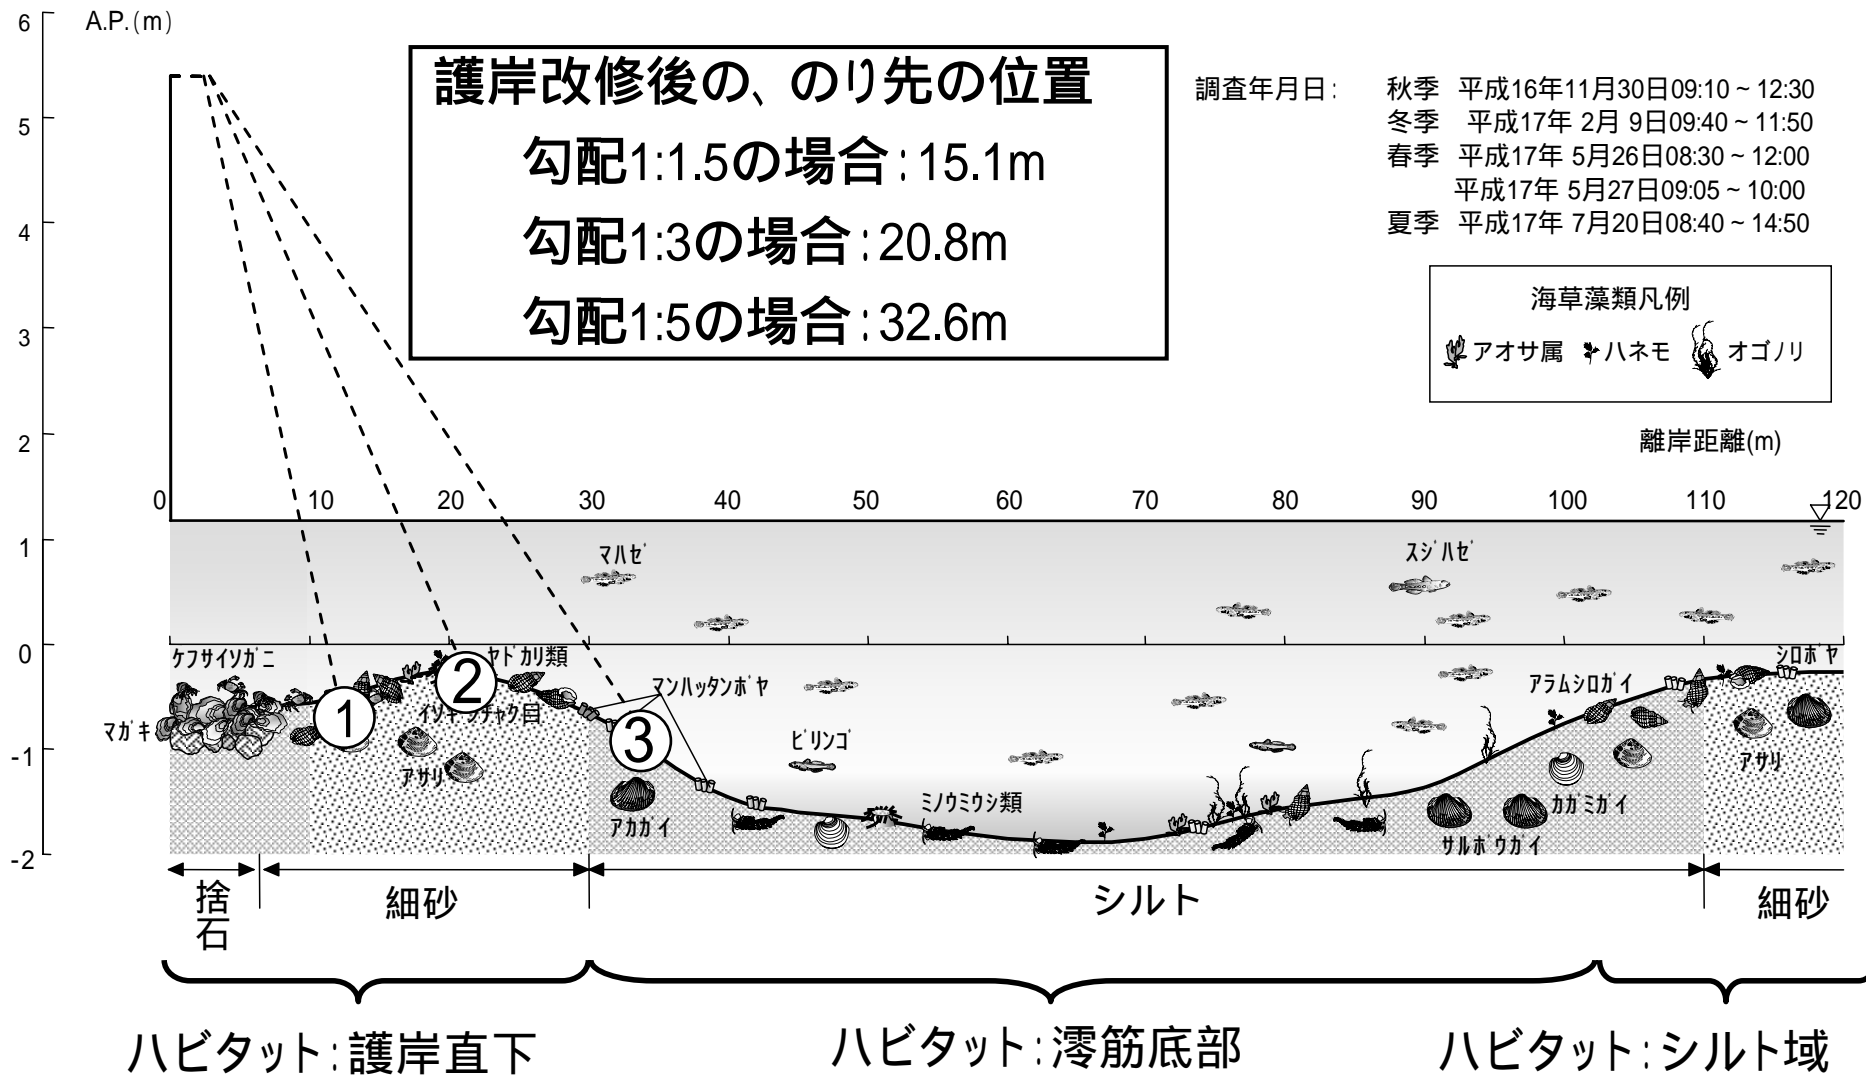 A.P.(m)
6
5
4
3
2
1
0
-1
-2
護岸改修後の、のり先の位置
勾配1:1.5の場合:15.1m
勾配1:3の場合:20.8m
勾配1:5の場合:32.6m
調査年月日: 秋季 平成16年11月30日09:10~12:30
冬季 平成17年 2月 9日09:40~11:50
春季 平成17年 5月26日08:30~12:00
平成17年 5月27日09:05~10:00
夏季 平成17年 7月20日08:40~14:50
海草藻類凡例
アオサ属 ハネモ オゴノリ
離岸距離(m)
0 10 20 30 40 50 60 70 80 90 100 110 120
マハゼ
スジハゼ
ケフサイソガニ
ヤドカリ類
マンハッタンボヤ
アラムシロガイ
シロボヤ
マガキ
① ② ③
イソギンチャク目
アサリ
ビリンゴ
アサリ
アカガイ
ミノウミウシ類
カガミガイ
サルボウガイ
捨石 細砂 シルト 細砂
ハビタット:護岸直下 ハビタット:澪筋底部 ハビタット:シルト域